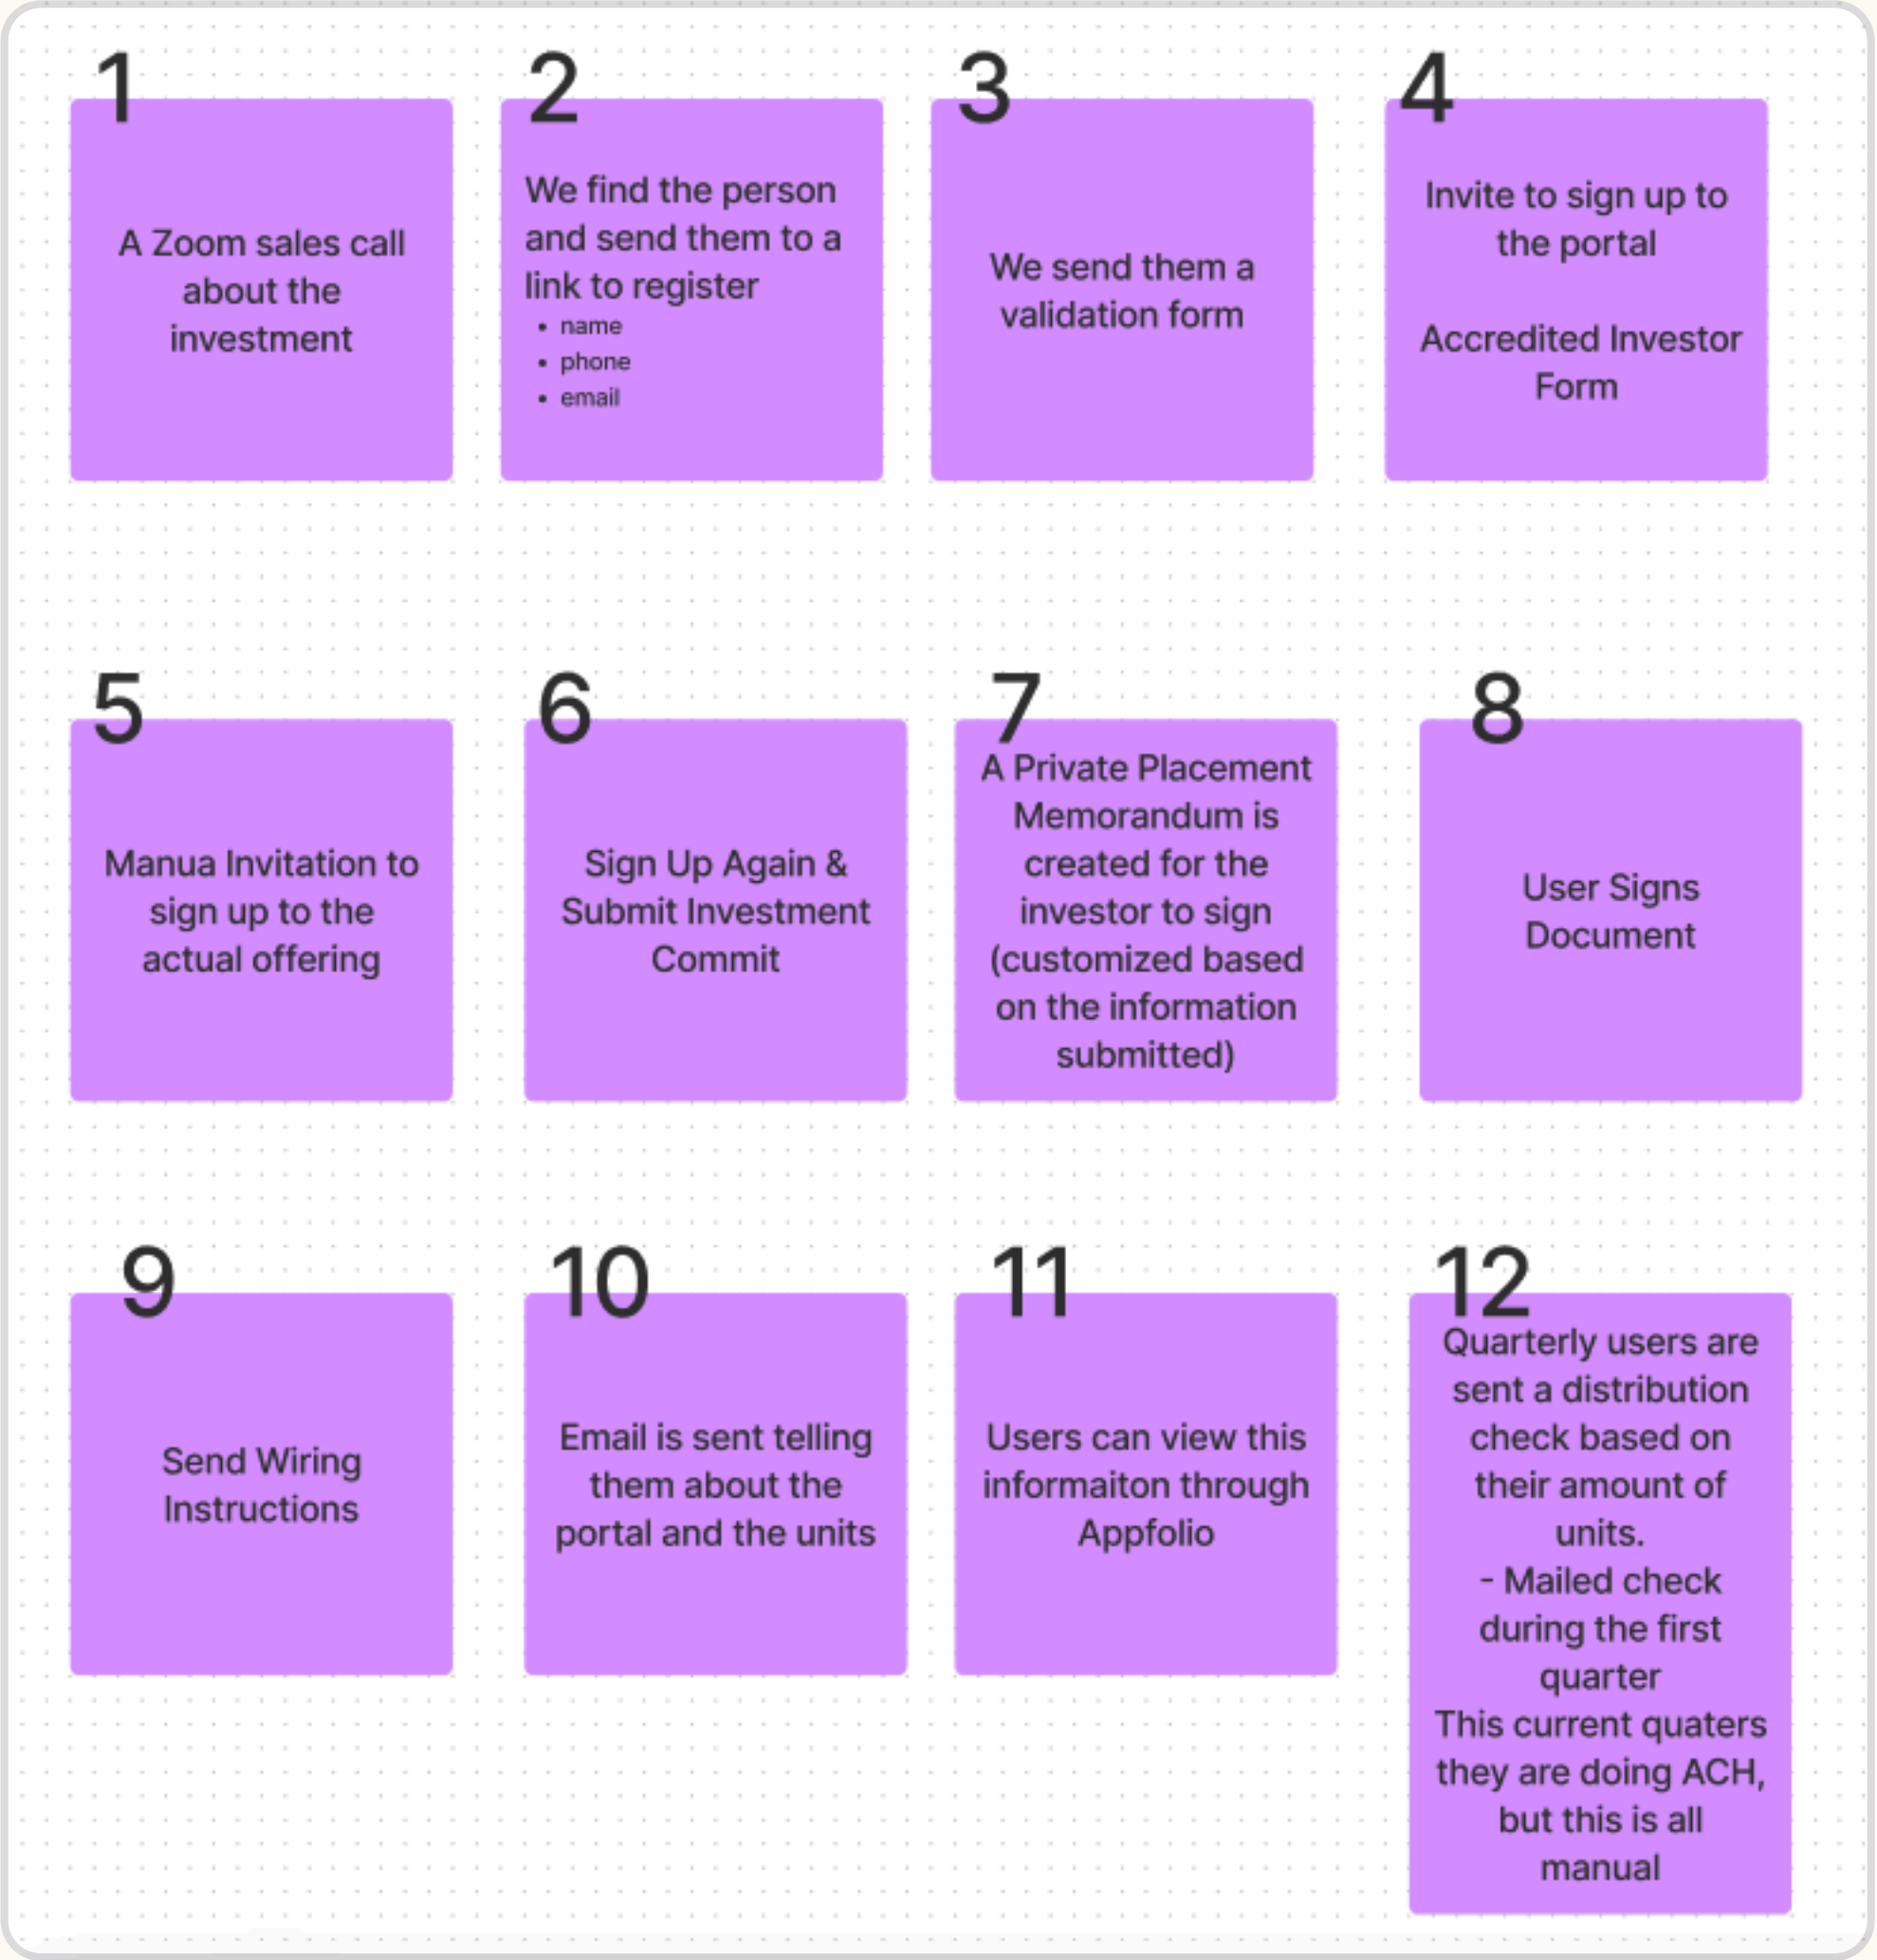 1
A Zoom sales call
about the
investment
2
We find the person
and send them to a
link to register
• name
• phone
• email
3
We send them a
validation form
4
Invite to sign up to
the portal
Accredited Investor
Form
5
Manua Invitation to
sign up to the
actual offering
6
Sign Up Again &
Submit Investment
Commit
7
A Private Placement
Memorandum is
created for the
investor to sign
(customized based
on the information
submitted)
8
User Signs
Document
9
Send Wiring
Instructions
10
Email is sent telling
them about the
portal and the units
11
Users can view this
informaiton through
Appfolio
12
Quarterly users are
sent a distribution
check based on
their amount of
units.
- Mailed check
during the first
quarter
This current quaters
they are doing ACH,
but this is all
manual